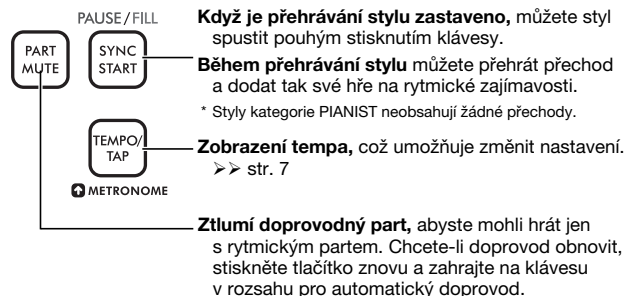 PAUSE/FILL
PART
MUTE
SYNC
START
TEMPO/
TAP
METRONOME
Když je přehrávání stylu zastaveno, můžete styl
spustit pouhým stisknutím klávesy.
Během přehrávání stylu můžete přehrát přechod
a dodat tak své hře na rytmické zajímavosti.
* Styly kategorie PIANIST neobsahují žádné přechody.
Zobrazení tempa, což umožňuje změnit nastavení.
➢➢ str. 7
Ztlumí doprovodný part, abyste mohli hrát jen
s rytmickým partem. Chcete-li doprovod obnovit,
stiskněte tlačítko znovu a zahrajte na klávesu
v rozsahu pro automatický doprovod.